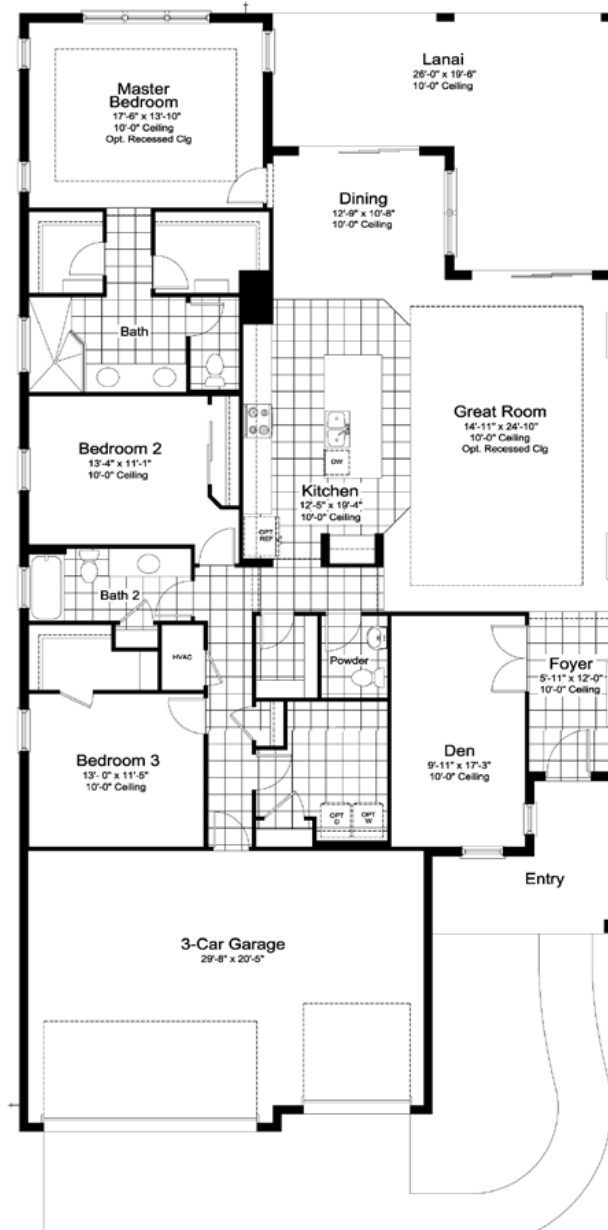 Lanai
26'-0" x 19'-6"
10'-0" Ceiling
Master
Bedroom
17'-6" x 13'-10"
10'-0" Ceiling
Opt. Recessed Clg
Dining
12'-9" x 10'-8"
10'-0" Ceiling
Bath
Great Room
14'-11" x 24'-10"
10'-0" Ceiling
Opt. Recessed Clg
Bedroom 2
13'-4" x 11'-1"
10'-0" Ceiling
DW
Kitchen
12'-5" x 19'-4"
10'-0" Ceiling
OPT
REF
Bath 2
HVAC
Powder
Foyer
5'-11" x 12'-0"
10'-0" Ceiling
Bedroom 3
13'- 0" x 11'-5"
10'-0" Ceiling
Den
9'-11" x 17'-3"
10'-0" Ceiling
OPT
D
OPT
W
Entry
3-Car Garage
29'-8" x 20'-5"